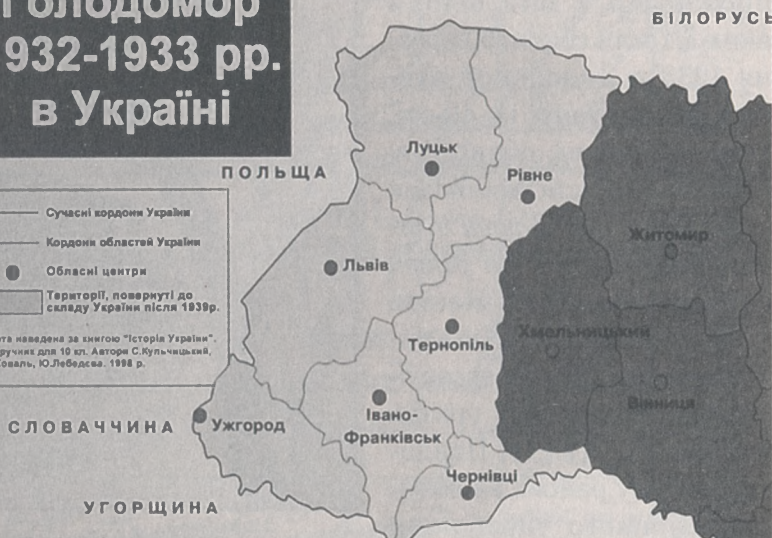 Голодомор
1932-1933 рр.
в Україні
БІЛОРУСЬ
ПОЛЬЩА
Луцьк
Рівне
Житомир
Львів
Тернопіль
Хмельницький
Вінниця
Івано-
Франківськ
Ужгород
Чернівці
СЛОВАЧЧИНА
УГОРЩИНА
Сучасні кордони України
Кордони областей України
Обласні центри
Території, повернуті до
складу України після 1939р.
наведена за книгою "Історія України".
для 10 кл. Автори С.Кульчицький,
Ю.Лебедєва. 1998 р.